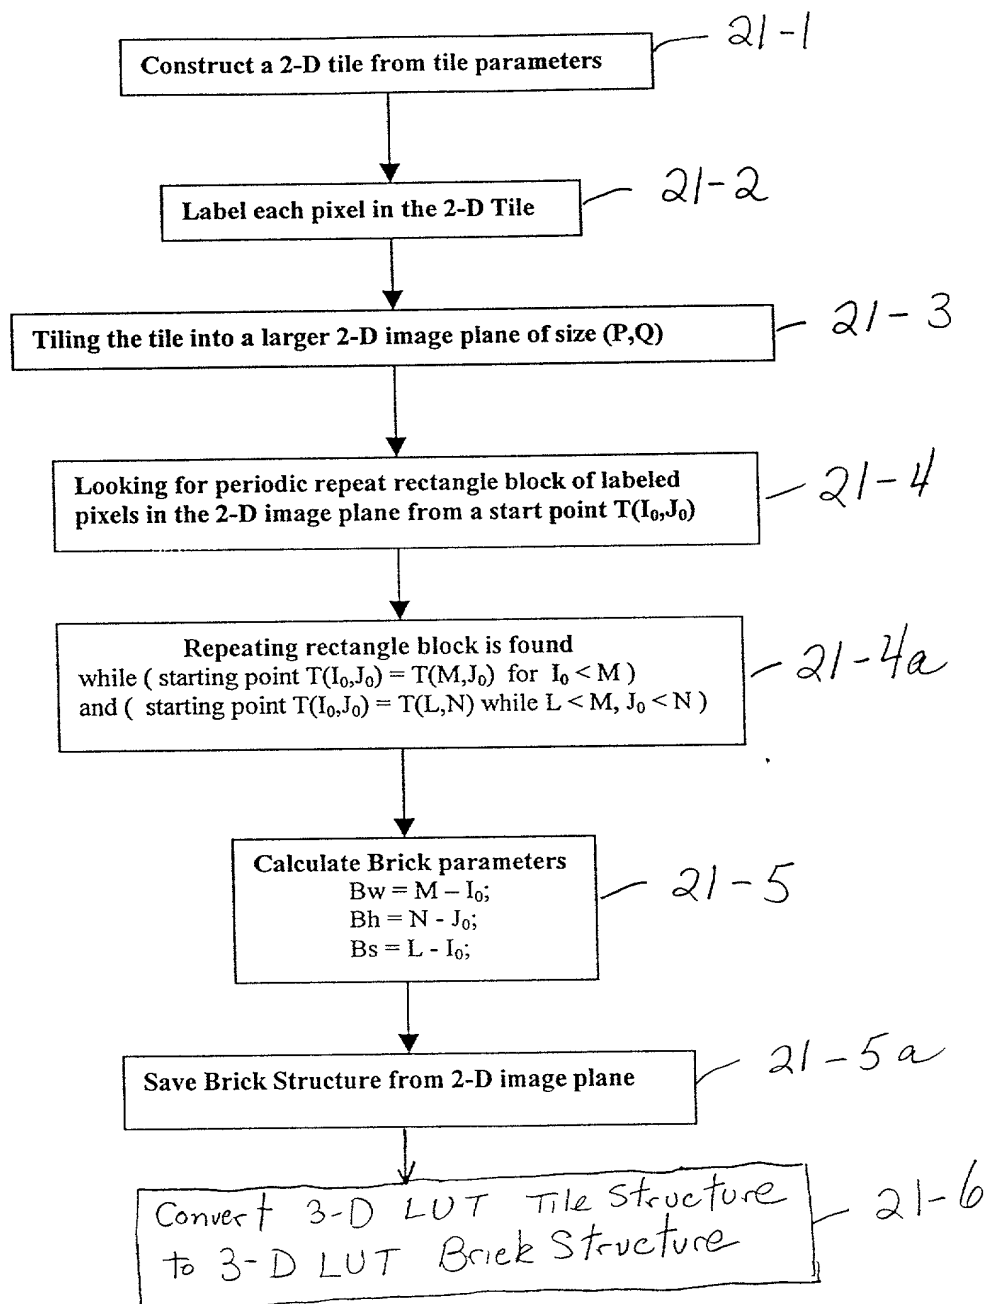 Construct a 2-D tile from tile parameters
21-1
Label each pixel in the 2-D Tile
21-2
Tiling the tile into a larger 2-D image plane of size (P,Q)
21-3
Looking for periodic repeat rectangle block of labeled
pixels in the 2-D image plane from a start point T(I₀,J₀)
21-4
Repeating rectangle block is found
while ( starting point T(I₀,J₀) = T(M,J₀) for I₀ < M )
and ( starting point T(I₀,J₀) = T(L,N) while L < M, J₀ < N )
21-4a
Calculate Brick parameters
Bw = M – I₀;
Bh = N - J₀;
Bs = L - I₀;
21-5
Save Brick Structure from 2-D image plane
21-5a
Convert 3-D LUT Tile Structure
to 3-D LUT Brick Structure
21-6